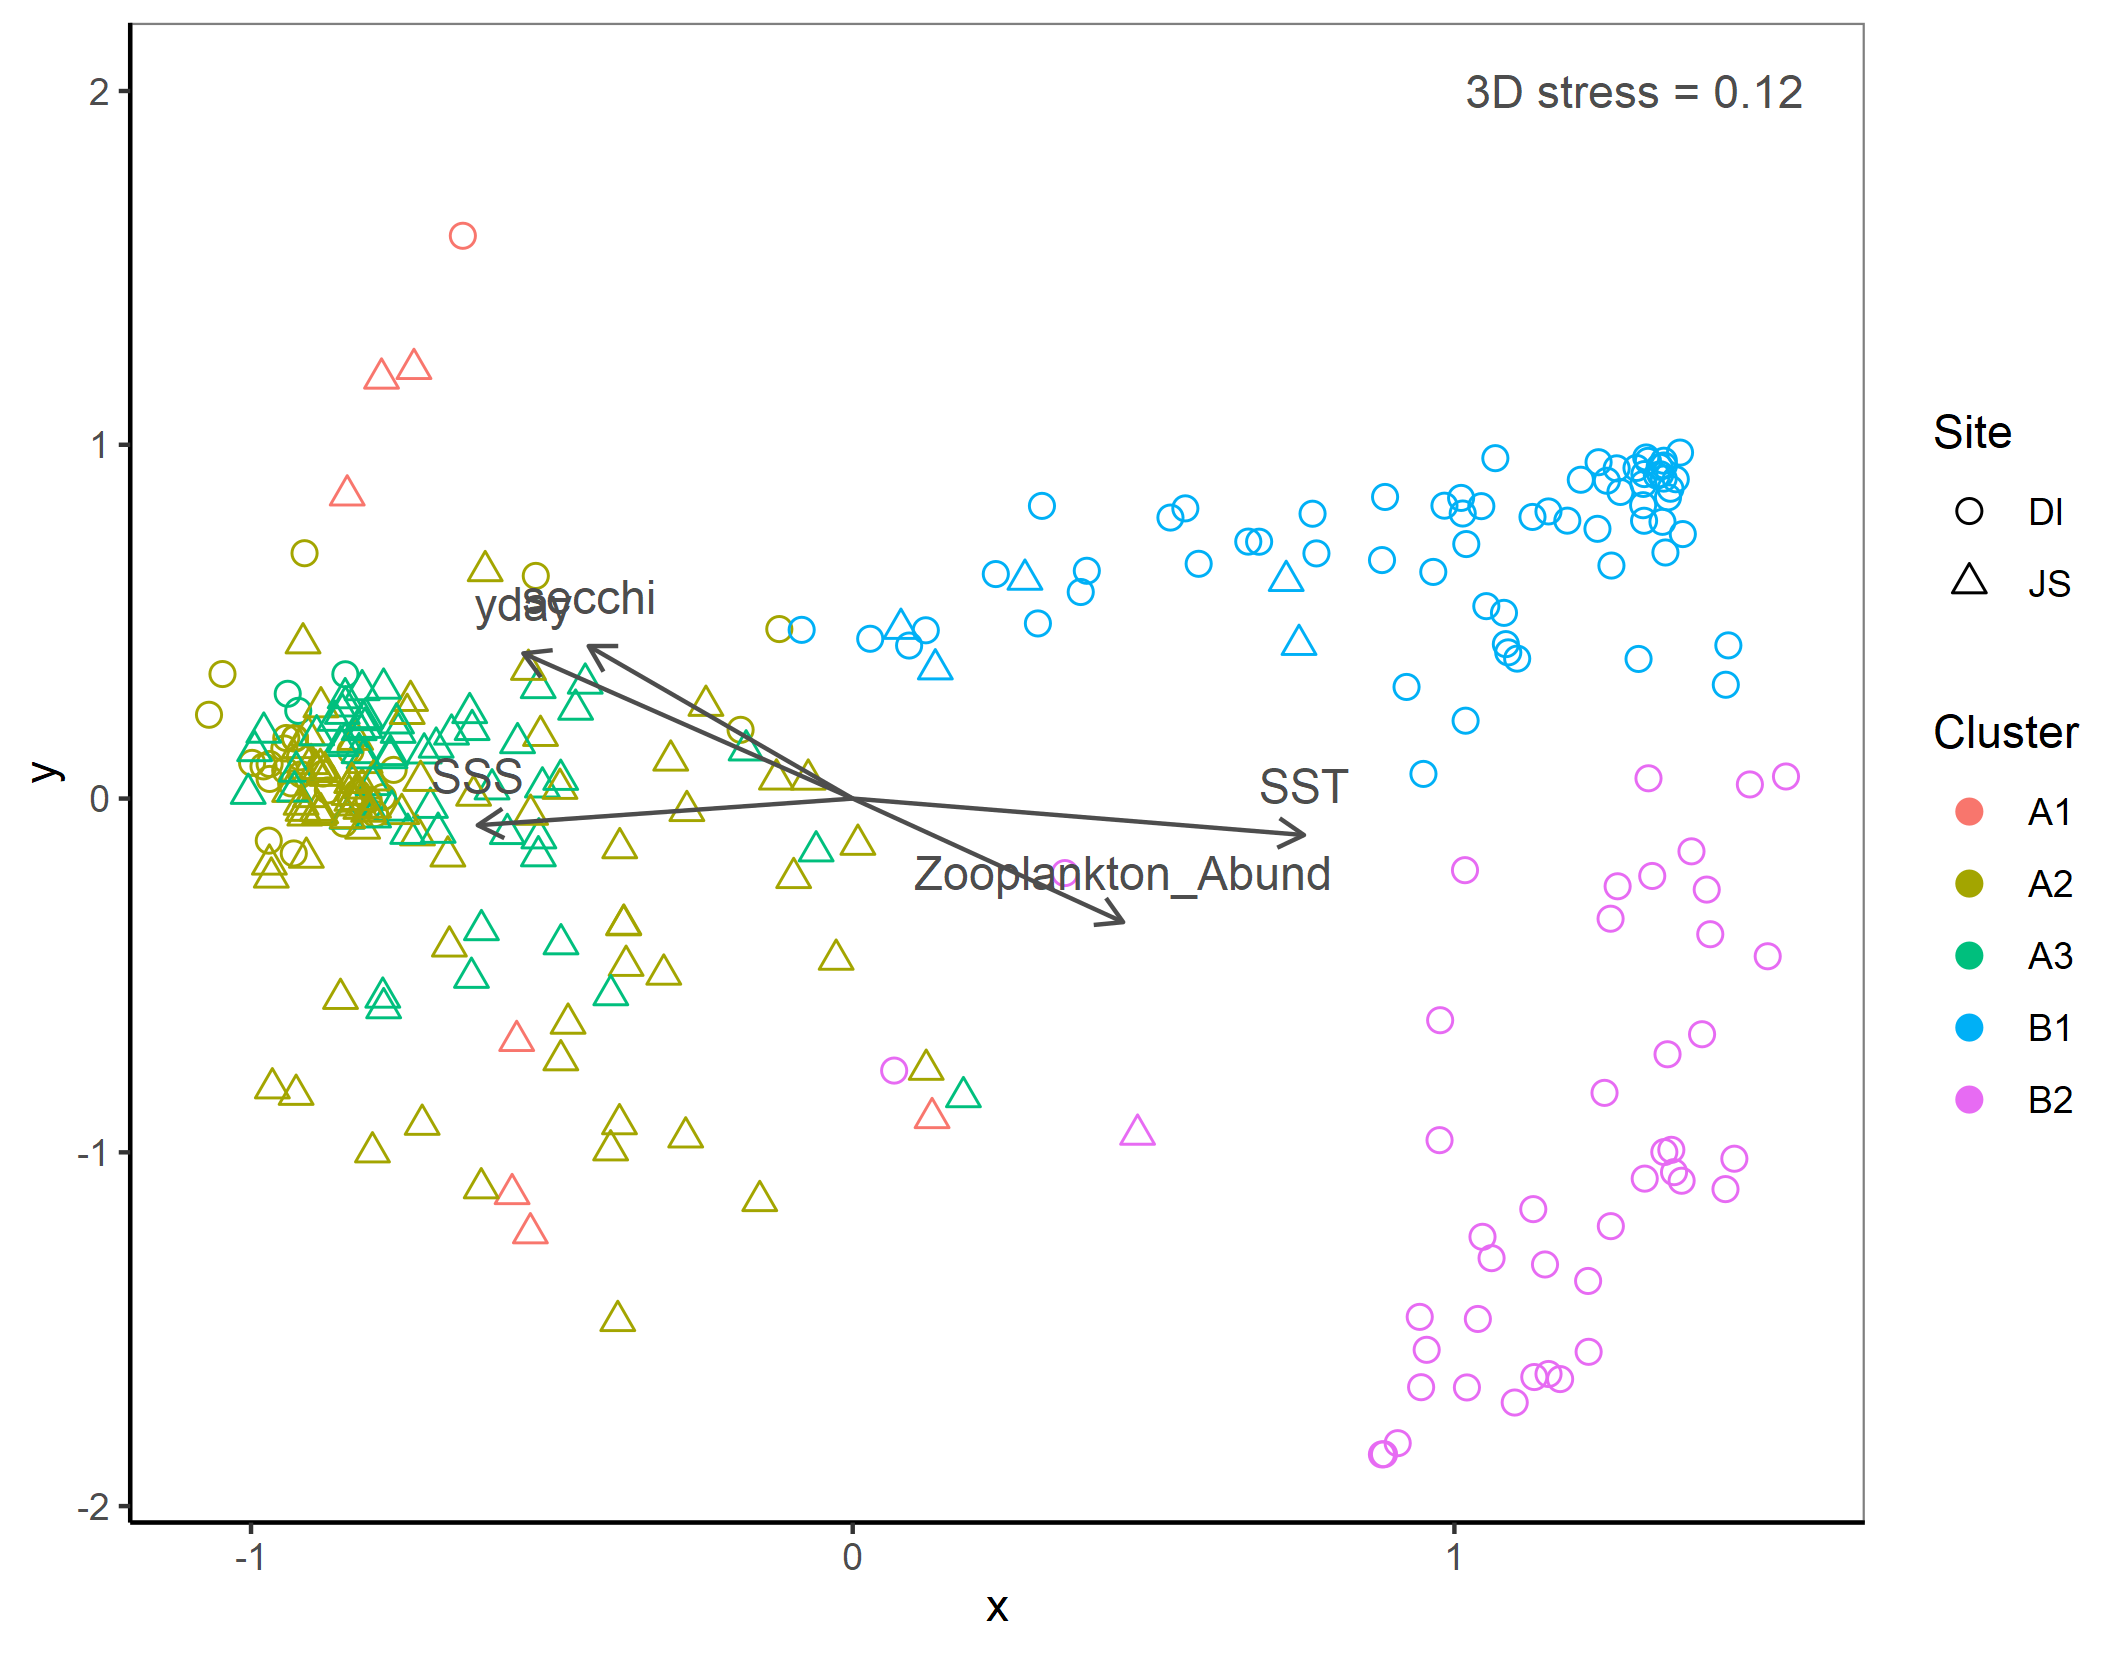 3D stress = 0.12
2
1
0
-1
-2
y
secchi
yday
SSS
SST
Zooplankton_Abund
-1
0
1
x
Site
DI
JS
Cluster
A1
A2
A3
B1
B2